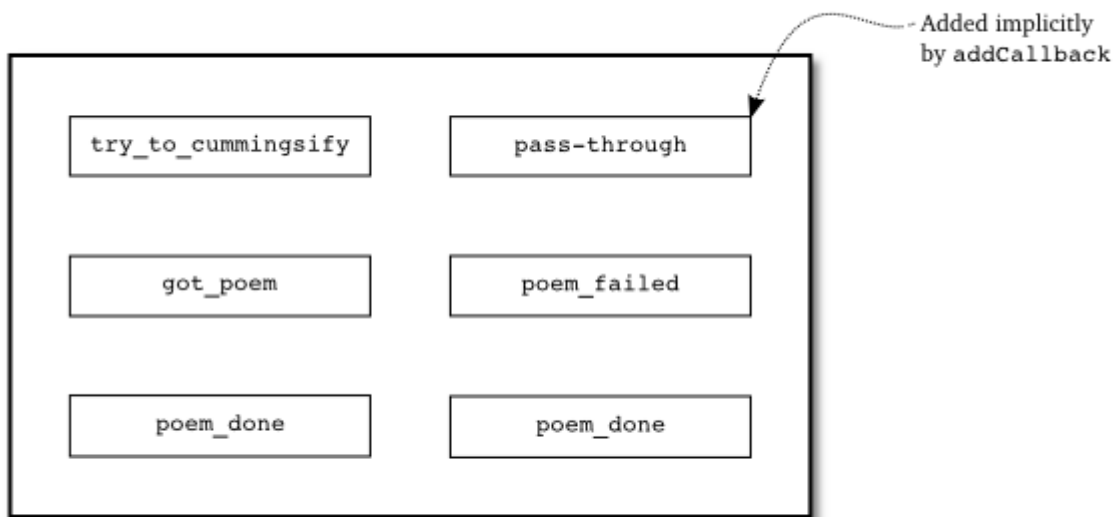 Added implicitly
by addCallback
try_to_cummingsify
pass-through
got_poem
poem_failed
poem_done
poem_done